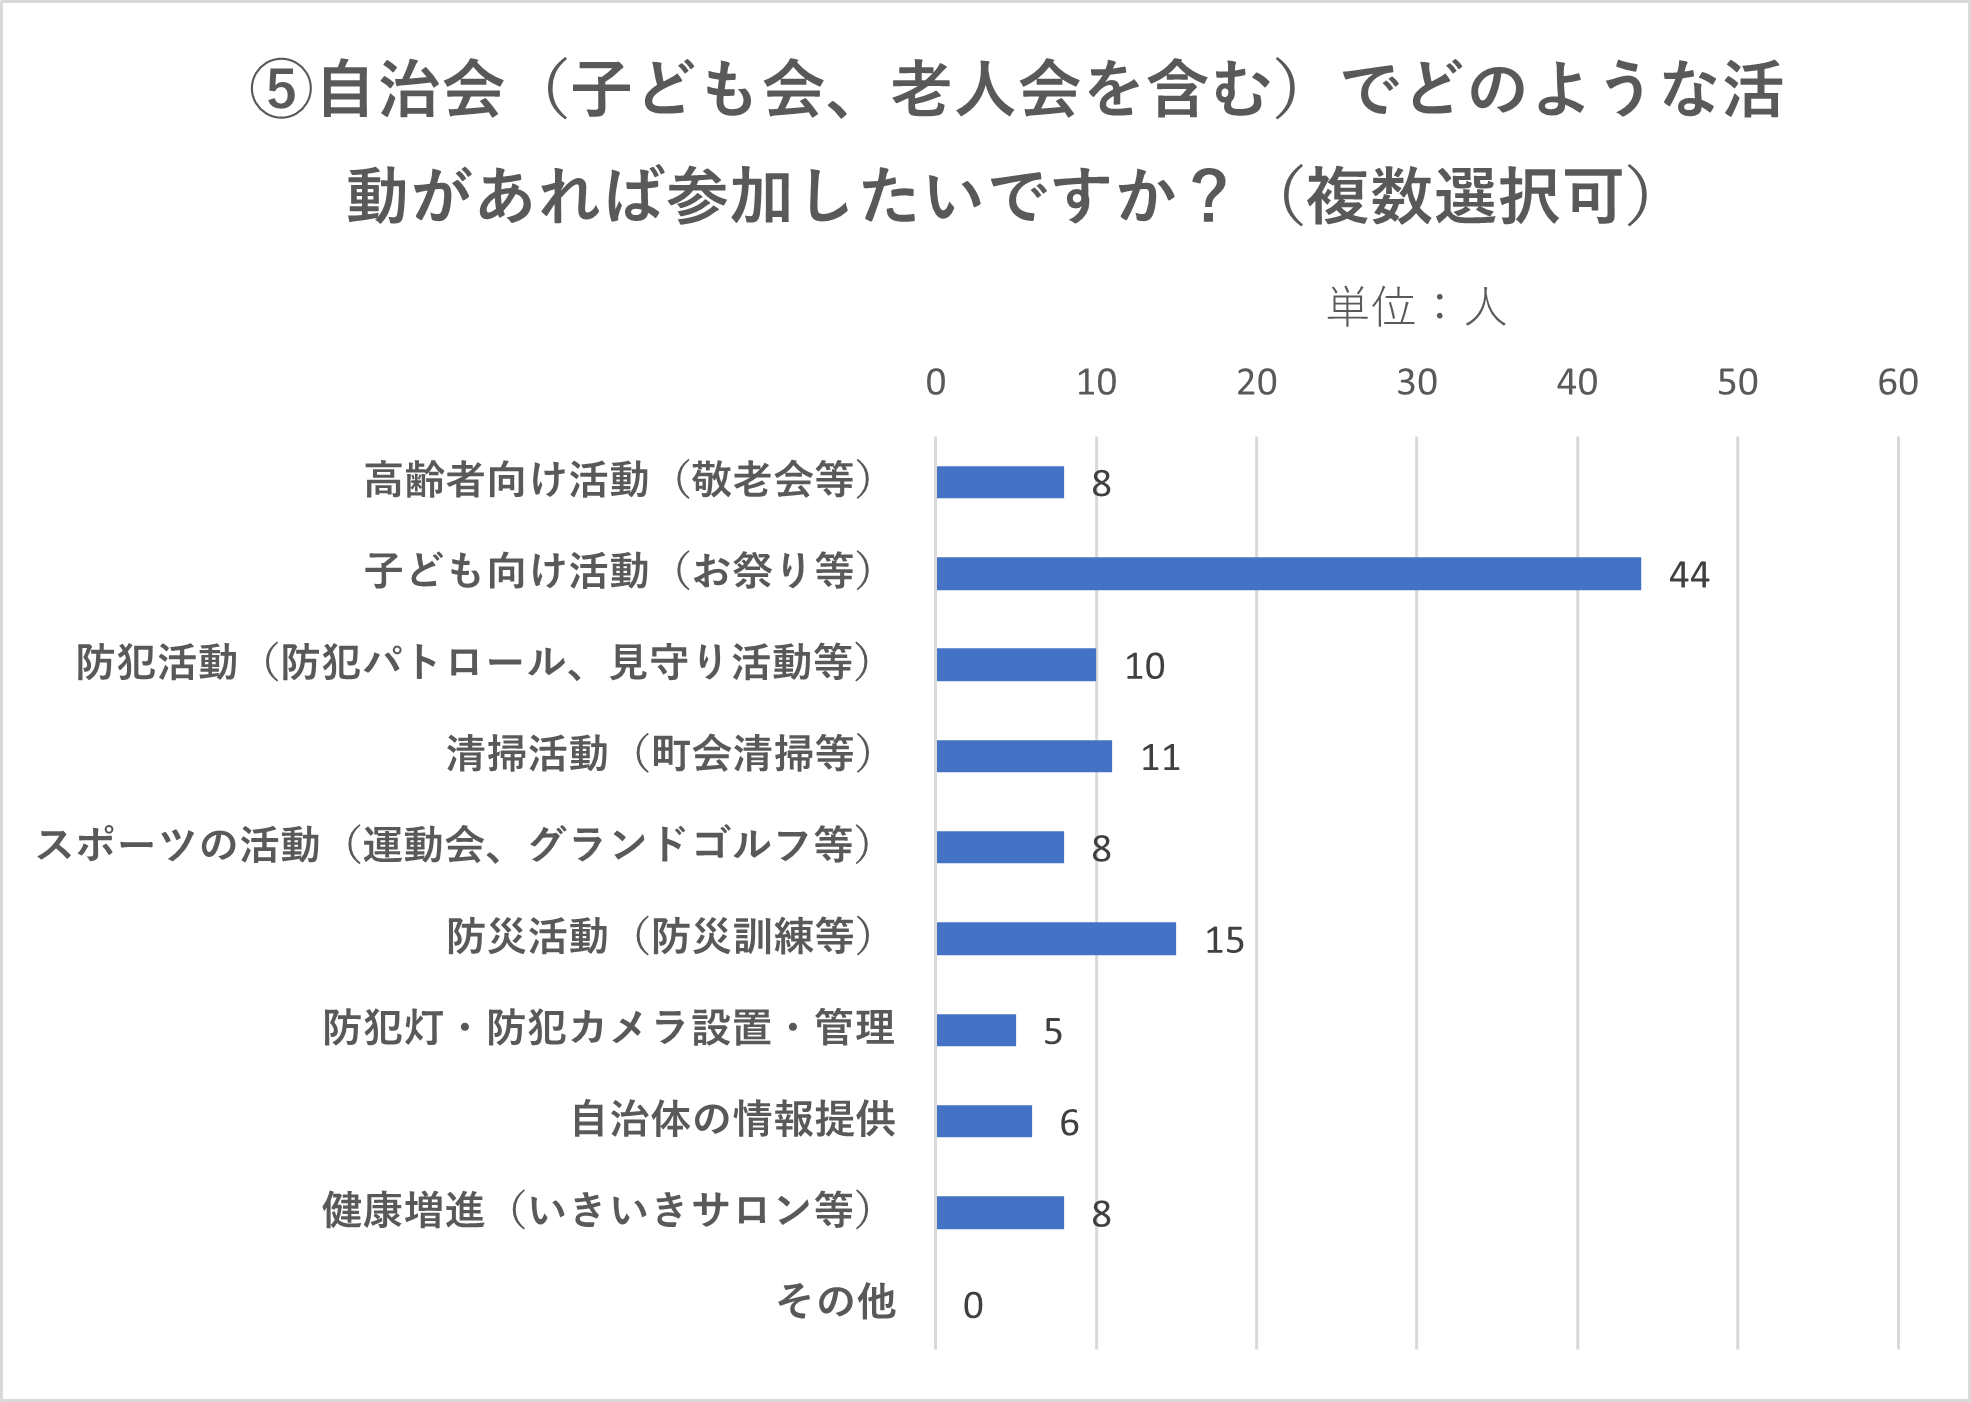 ⑤自治会（子ども会、老人会を含む）でどのような活
動があれば参加したいですか？（複数選択可）
単位：人
0 10 20 30 40 50 60
高齢者向け活動（敬老会等） 8
子ども向け活動（お祭り等） 44
防犯活動（防犯パトロール、見守り活動等） 10
清掃活動（町会清掃等） 11
スポーツの活動（運動会、グランドゴルフ等） 8
防災活動（防災訓練等） 15
防犯灯・防犯カメラ設置・管理 5
自治体の情報提供 6
健康増進（いきいきサロン等） 8
その他 0